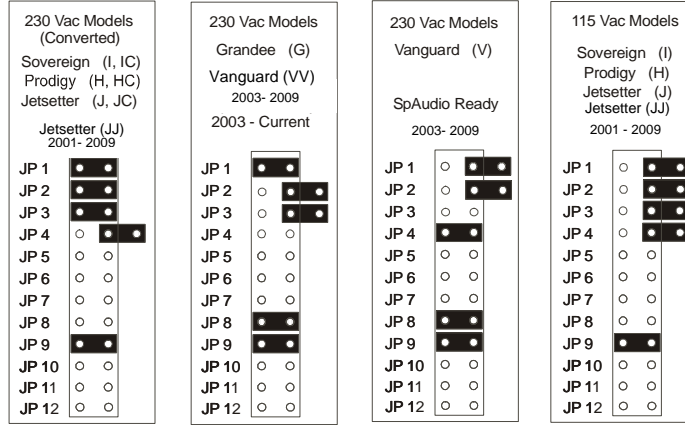 230 Vac Models
(Converted)
Sovereign (I, IC)
Prodigy (H, HC)
Jetsetter (J, JC)
Jetsetter (JJ)
2001- 2009
JP 1
JP 2
JP 3
JP 4
JP 5
JP 6
JP 7
JP 8
JP 9
JP 10
JP 11
JP 12
230 Vac Models
Grandee (G)
Vanguard (VV)
2003- 2009
2003 - Current
JP 1
JP 2
JP 3
JP 4
JP 5
JP 6
JP 7
JP 8
JP 9
JP 10
JP 11
JP 12
230 Vac Models
Vanguard (V)
SpAudio Ready
2003- 2009
JP 1
JP 2
JP 3
JP 4
JP 5
JP 6
JP 7
JP 8
JP 9
JP 10
JP 11
JP 12
115 Vac Models
Sovereign (I)
Prodigy (H)
Jetsetter (J)
Jetsetter (JJ)
2001 - 2009
JP 1
JP 2
JP 3
JP 4
JP 5
JP 6
JP 7
JP 8
JP 9
JP 10
JP 11
JP 12